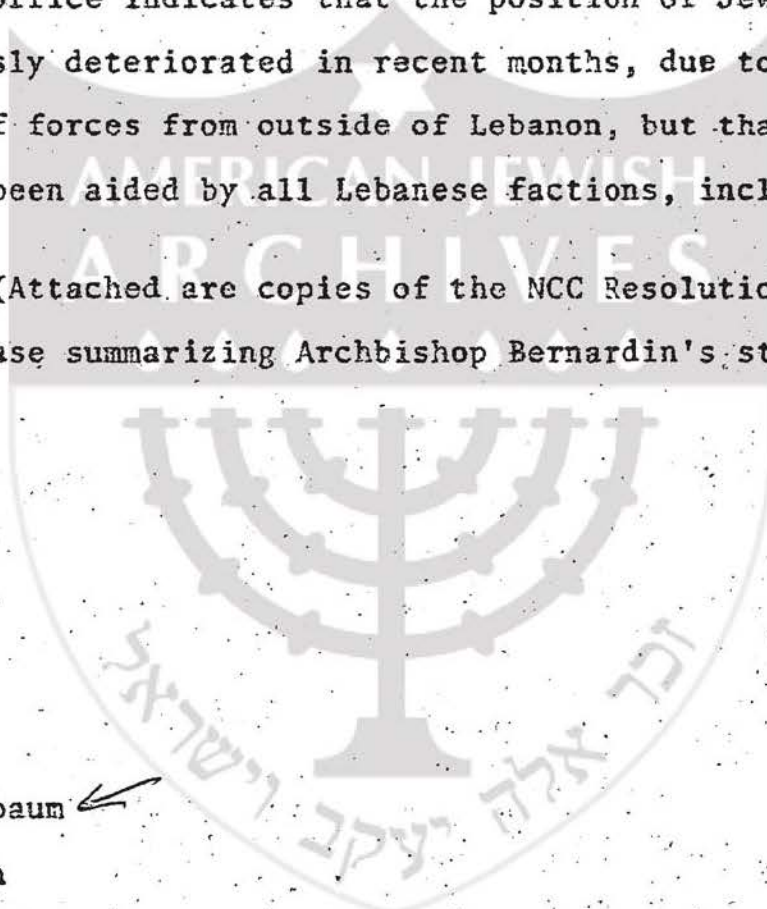 office indicates that the position of Jew
sly deteriorated in recent months, due to
f forces from outside of Lebanon, but tha
been aided by all Lebanese factions, incl
AMERICAN JEWISH
ARCHIVES
(Attached are copies of the NCC Resolutio
ase summarizing Archbishop Bernardin's st
זכר אלה יעקב וישראל
baum